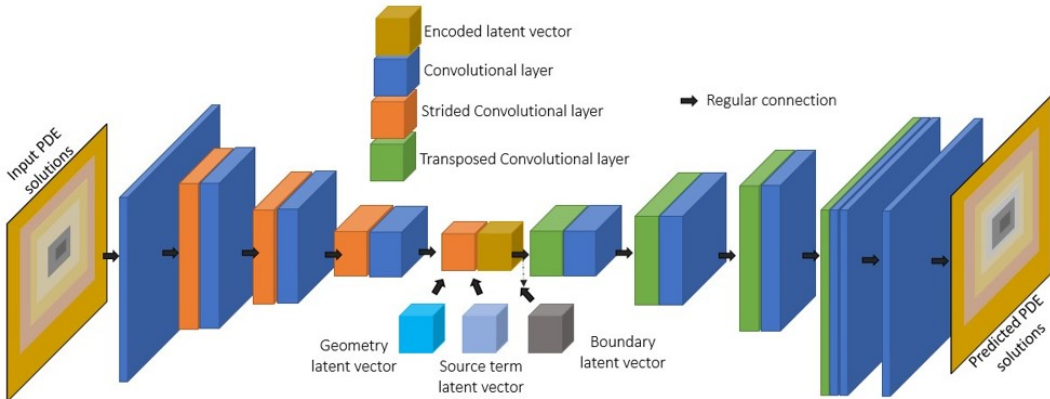 Encoded latent vector
Convolutional layer
Strided Convolutional layer
Transposed Convolutional layer
Regular connection
Input PDE
solutions
Geometry
latent vector
Source term
latent vector
Boundary
latent vector
Predicted PDE
solutions